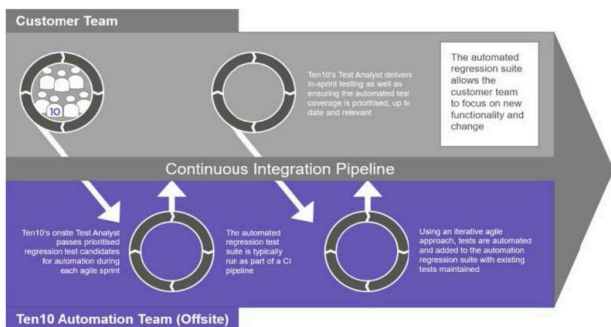 Customer Team
10
Ten10's Test Analyst delivers
in-sprint testing as well as
ensuring the automated test
coverage is prioritised, up to
date and relevant
The automated
regression suite
allows the
customer team
to focus on new
functionality and
change
Continuous Integration Pipeline
Ten10's onsite Test Analyst
passes prioritised
regression test candidates
for automation during
each agile sprint
The automated
regression test
suite is typically
run as part of a CI
pipeline
Using an iterative agile
approach, tests are automated
and added to the automation
regression suite with existing
tests maintained
Ten10 Automation Team (Offsite)